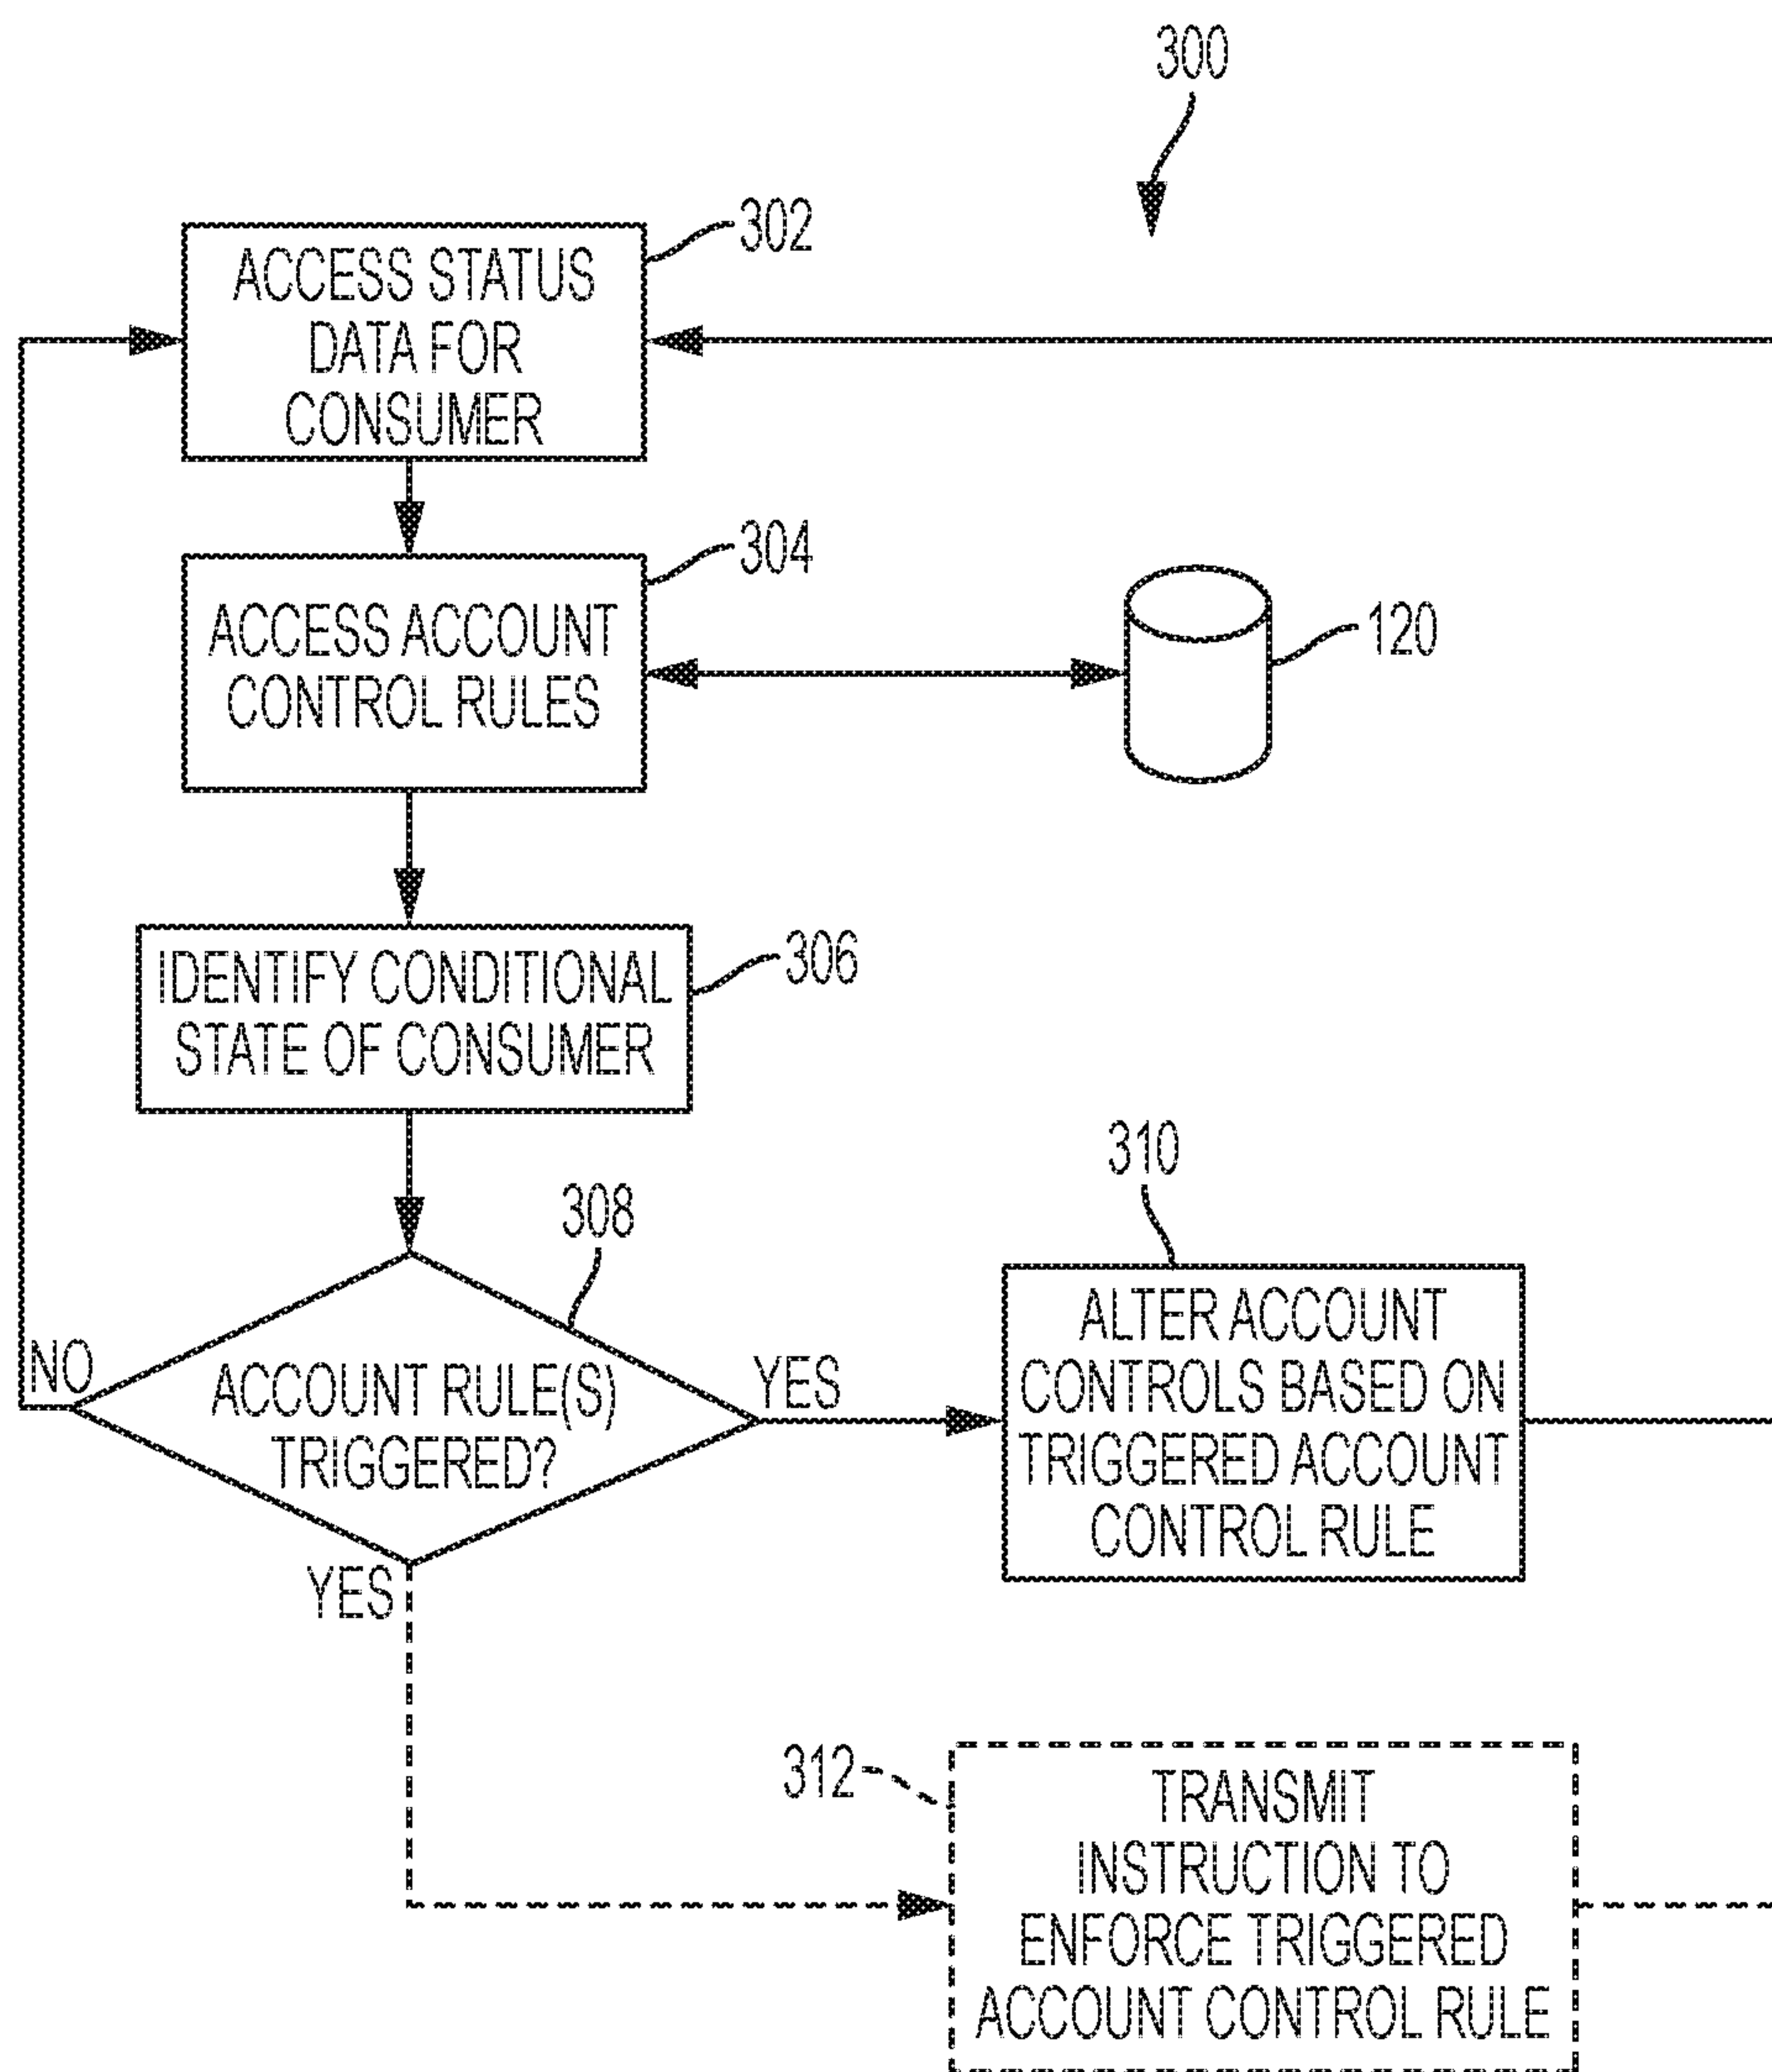 300
302
ACCESS STATUS
DATA FOR
CONSUMER
304
ACCESS ACCOUNT
CONTROL RULES
120
306
IDENTIFY CONDITIONAL
STATE OF CONSUMER
308
ACCOUNT RULE(S)
TRIGGERED?
NO
YES
YES
310
ALTER ACCOUNT
CONTROLS BASED ON
TRIGGERED ACCOUNT
CONTROL RULE
312
TRANSMIT
INSTRUCTION TO
ENFORCE TRIGGERED
ACCOUNT CONTROL RULE